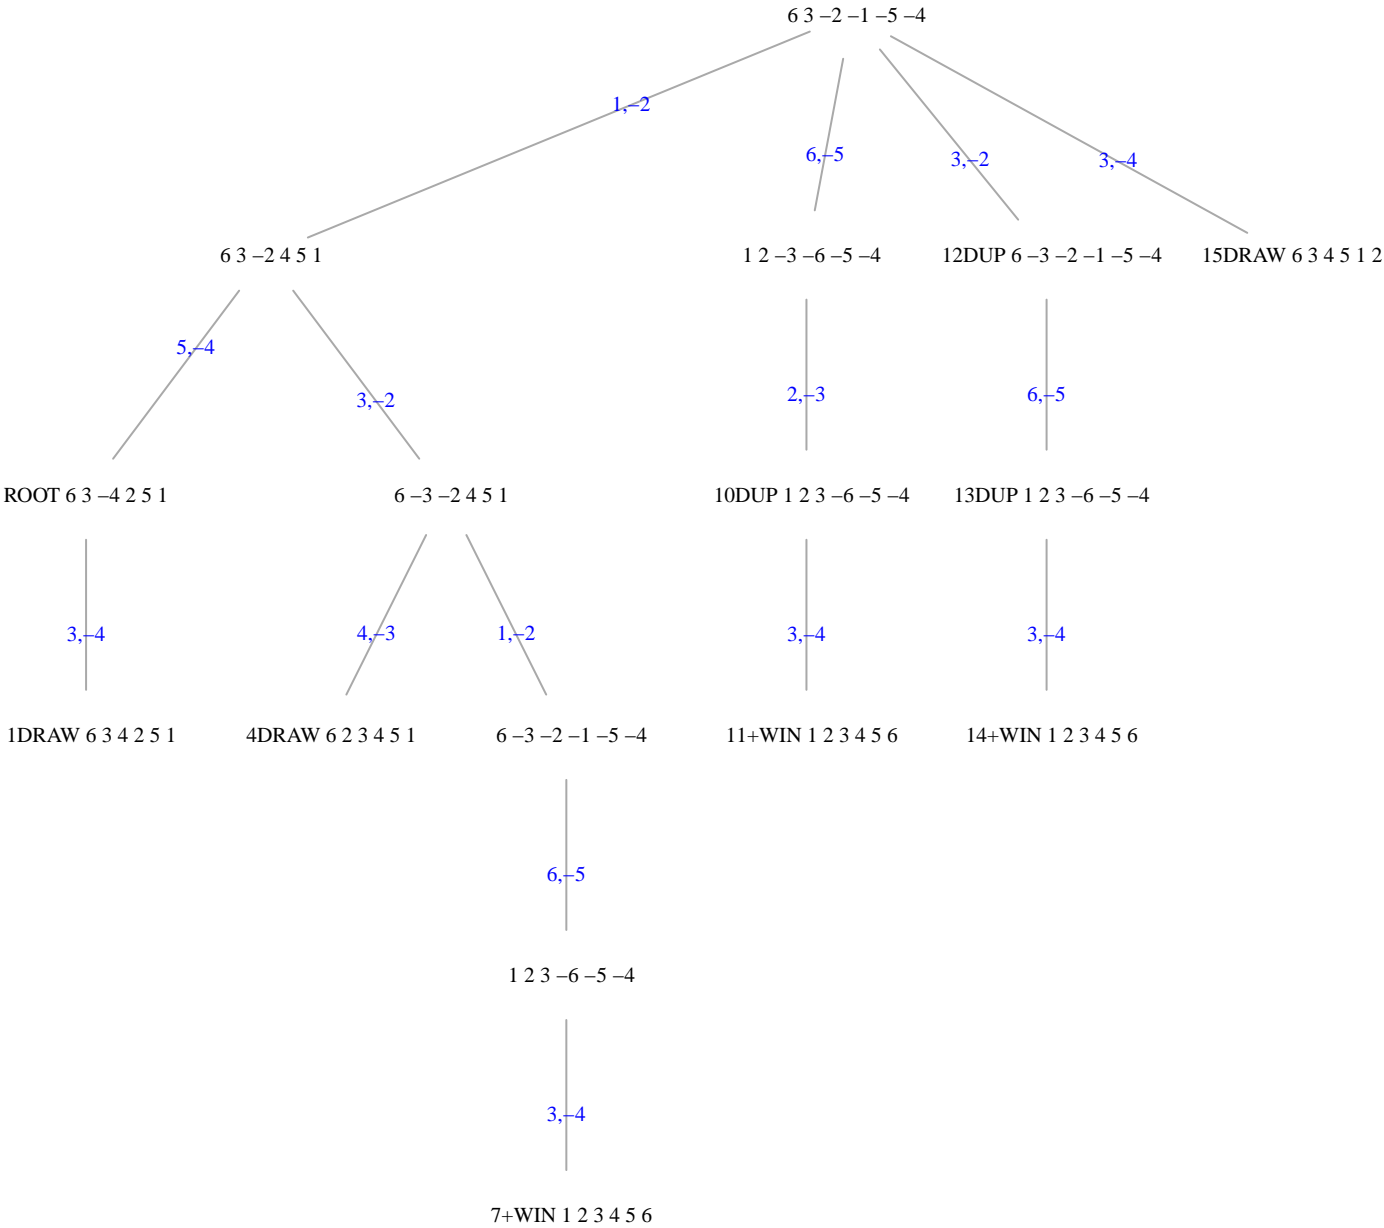 6 3 –2 –1 –5 –4
1,–2
6,–5
3,–2
3,–4
6 3 –2 4 5 1
1 2 –3 –6 –5 –4
12DUP 6 –3 –2 –1 –5 –4
15DRAW 6 3 4 5 1 2
5,–4
3,–2
2,–3
6,–5
ROOT 6 3 –4 2 5 1
6 –3 –2 4 5 1
10DUP 1 2 3 –6 –5 –4
13DUP 1 2 3 –6 –5 –4
3,–4
4,–3
1,–2
3,–4
3,–4
1DRAW 6 3 4 2 5 1
4DRAW 6 2 3 4 5 1
6 –3 –2 –1 –5 –4
11+WIN 1 2 3 4 5 6
14+WIN 1 2 3 4 5 6
6,–5
1 2 3 –6 –5 –4
3,–4
7+WIN 1 2 3 4 5 6